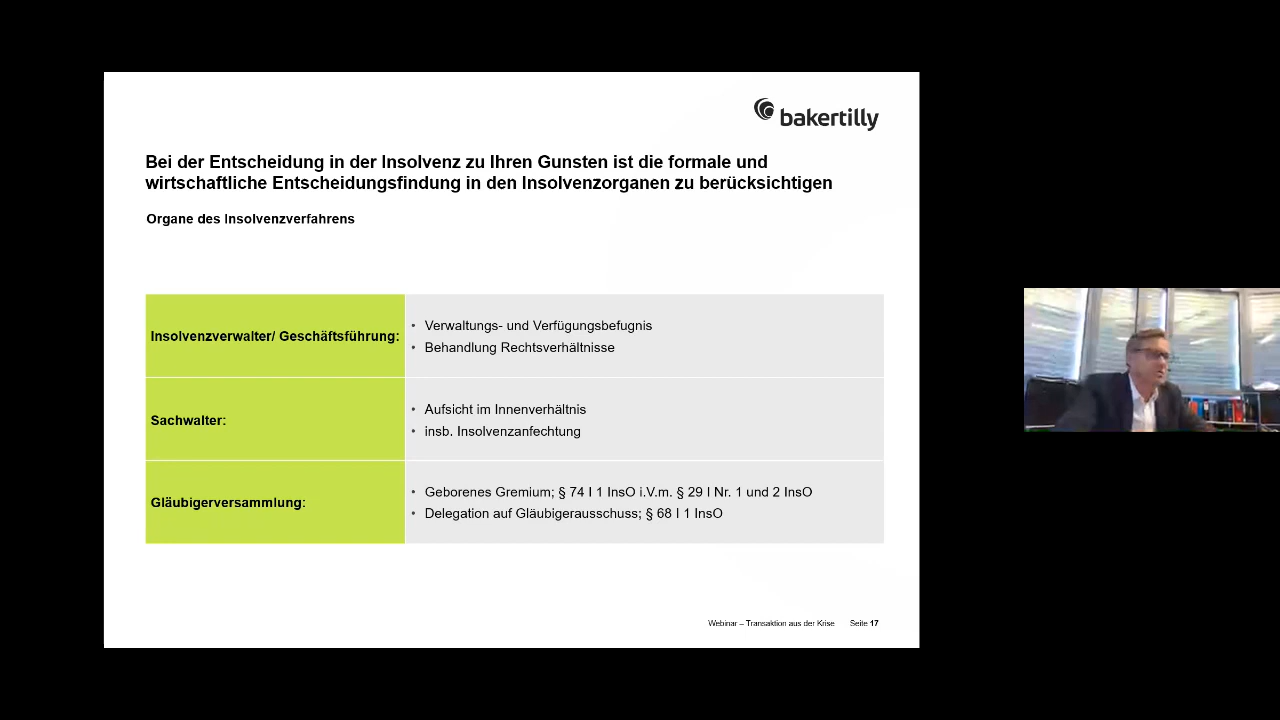 bakertilly
Bei der Entscheidung in der Insolvenz zu Ihren Gunsten ist die formale und
wirtschaftliche Entscheidungsfindung in den Insolvenzorganen zu berücksichtigen
Organe des Insolvenzverfahrens
Insolvenzverwalter/ Geschäftsführung:
• Verwaltungs- und Verfügungsbefugnis
• Behandlung Rechtsverhältnisse
Sachwalter:
• Aufsicht im Innenverhältnis
• insb. Insolvenzanfechtung
Gläubigerversammlung:
• Geborenes Gremium; § 74 I 1 InsO i.V.m. § 29 I Nr. 1 und 2 InsO
• Delegation auf Gläubigerausschuss; § 68 I 1 InsO
Webinar – Transaktion aus der Krise Seite 17